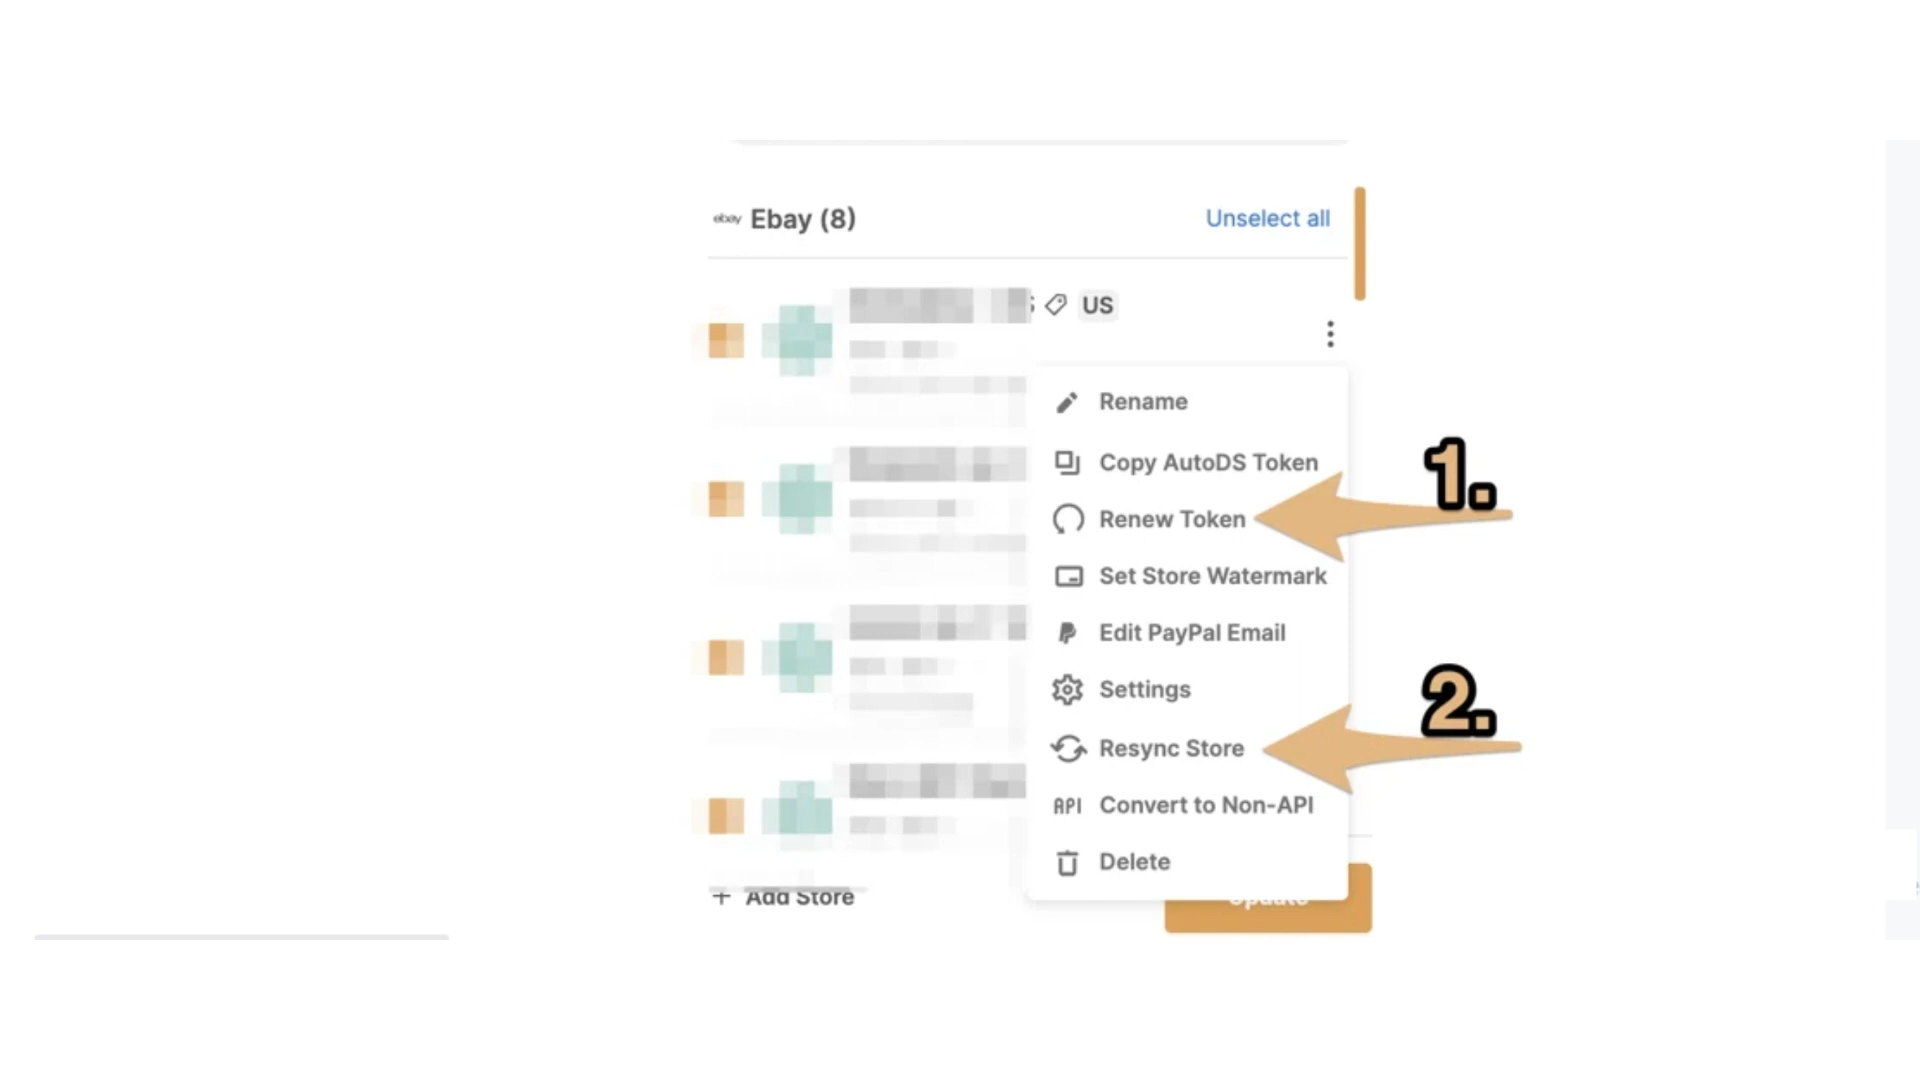 ebay Ebay (8) Unselect all
US
Rename
Copy AutoDS Token
1.
Renew Token
Set Store Watermark
Edit PayPal Email
Settings
2.
Resync Store
API Convert to Non-API
Delete
+ Add Store
Update